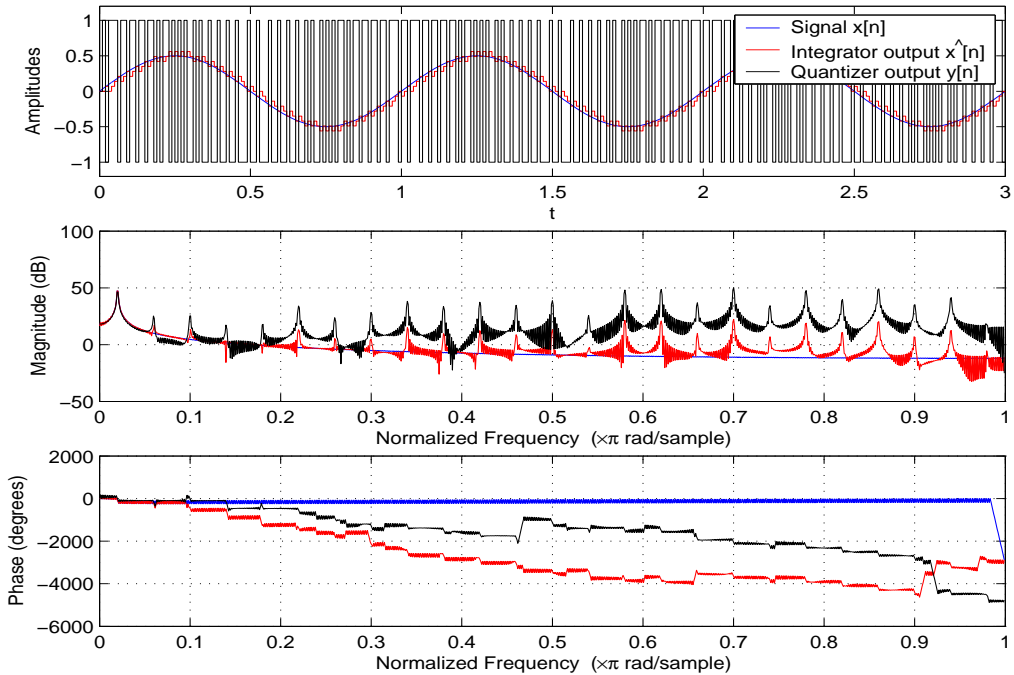 Amplitudes
1
0.5
0
−0.5
−1
Signal x[n]
Integrator output x^[n]
Quantizer output y[n]
0 0.5 1 1.5 2 2.5 3
t
Magnitude (dB)
100
50
0
−50
0 0.1 0.2 0.3 0.4 0.5 0.6 0.7 0.8 0.9 1
Normalized Frequency (×π rad/sample)
Phase (degrees)
2000
0
−2000
−4000
−6000
0 0.1 0.2 0.3 0.4 0.5 0.6 0.7 0.8 0.9 1
Normalized Frequency (×π rad/sample)